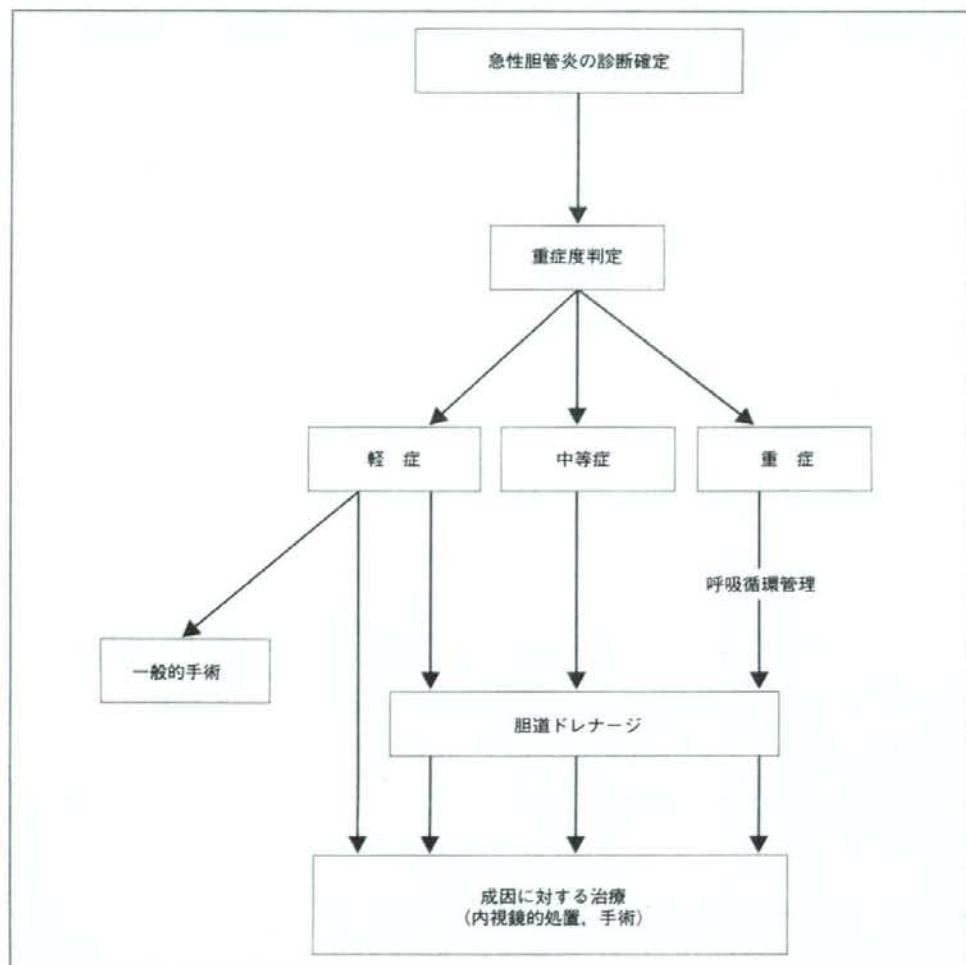 急性胆管炎の診断確定
重症度判定
軽 症
中等症
重 症
呼吸循環管理
一般的手術
胆道ドレナージ
成因に対する治療
（内視鏡的処置，手術）